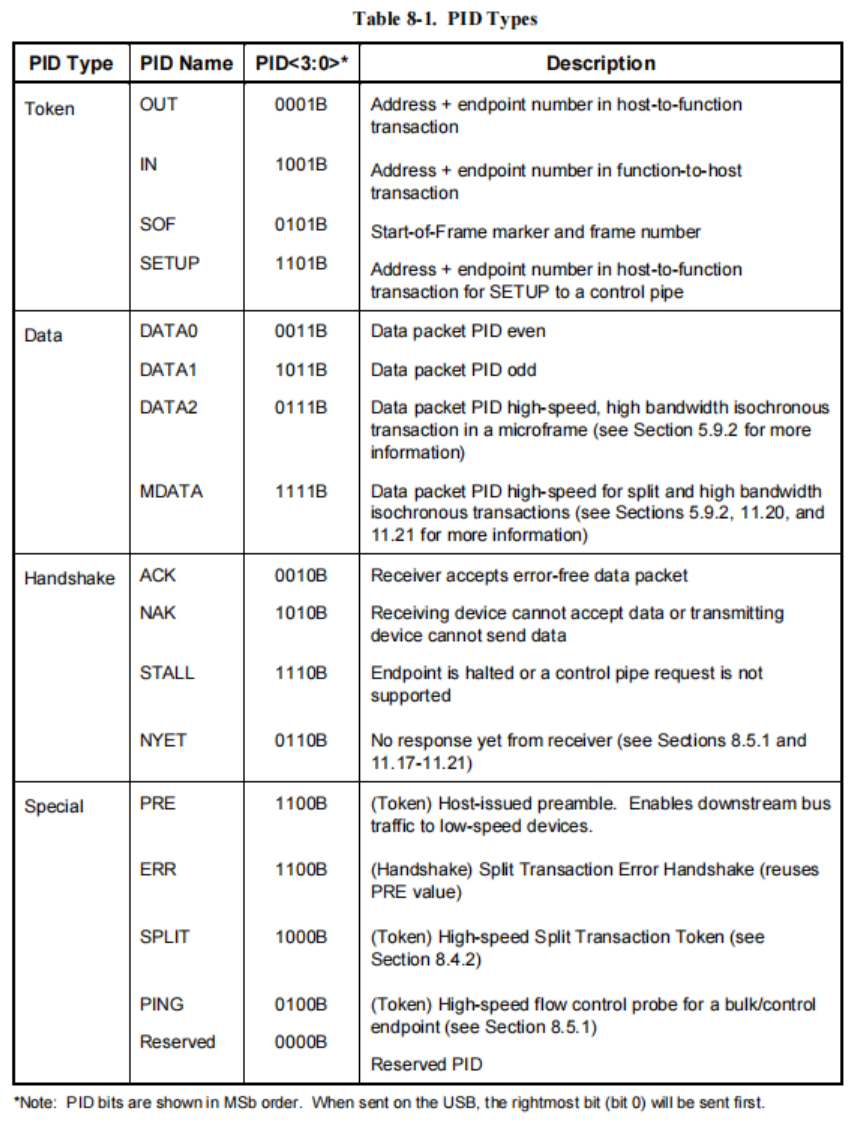 Table 8-1. PID Types
PID Type PID Name PID<3:0>* Description
Token OUT 0001B Address + endpoint number in host-to-function
transaction
IN 1001B Address + endpoint number in function-to-host
transaction
SOF 0101B Start-of-Frame marker and frame number
SETUP 1101B Address + endpoint number in host-to-function
transaction for SETUP to a control pipe
Data DATA0 0011B Data packet PID even
DATA1 1011B Data packet PID odd
DATA2 0111B Data packet PID high-speed, high bandwidth isochronous
transaction in a microframe (see Section 5.9.2 for more
information)
MDATA 1111B Data packet PID high-speed for split and high bandwidth
isochronous transactions (see Sections 5.9.2, 11.20, and
11.21 for more information)
Handshake ACK 0010B Receiver accepts error-free data packet
NAK 1010B Receiving device cannot accept data or transmitting
device cannot send data
STALL 1110B Endpoint is halted or a control pipe request is not
supported
NYET 0110B No response yet from receiver (see Sections 8.5.1 and
11.17-11.21)
Special PRE 1100B (Token) Host-issued preamble. Enables downstream bus
traffic to low-speed devices.
ERR 1100B (Handshake) Split Transaction Error Handshake (reuses
PRE value)
SPLIT 1000B (Token) High-speed Split Transaction Token (see
Section 8.4.2)
PING 0100B (Token) High-speed flow control probe for a bulk/control
endpoint (see Section 8.5.1)
Reserved 0000B
Reserved PID
*Note: PID bits are shown in MSb order. When sent on the USB, the rightmost bit (bit 0) will be sent first.